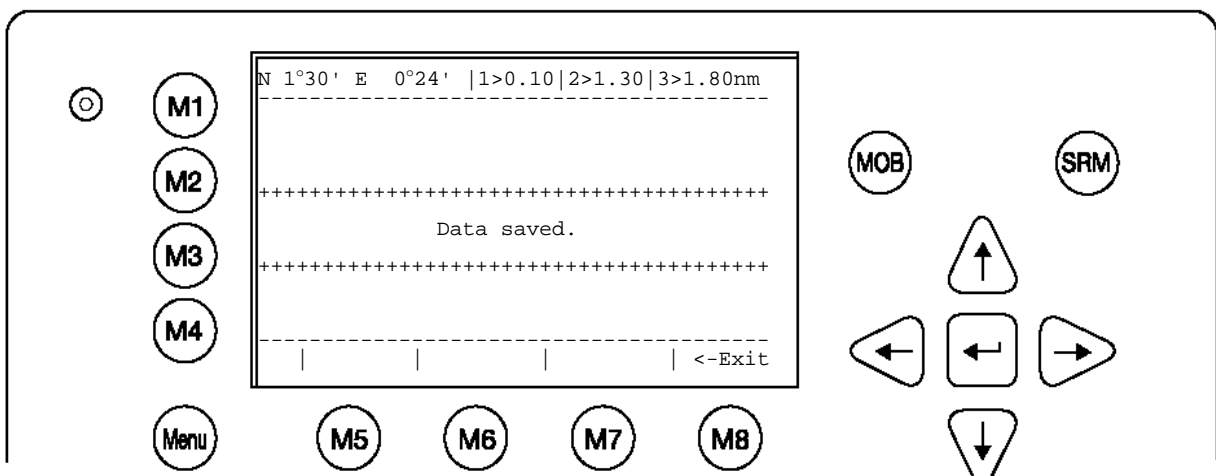 N 1°30' E  0°24' |1>0.10|2>1.30|3>1.80nm
----------------------------------------
++++++++++++++++++++++++++++++++++++++++
Data saved.
++++++++++++++++++++++++++++++++++++++++
----------------------------------------
|        |         |         | <-Exit
M1
M2
M3
M4
MOB
SRM
Menu
M5
M6
M7
M8